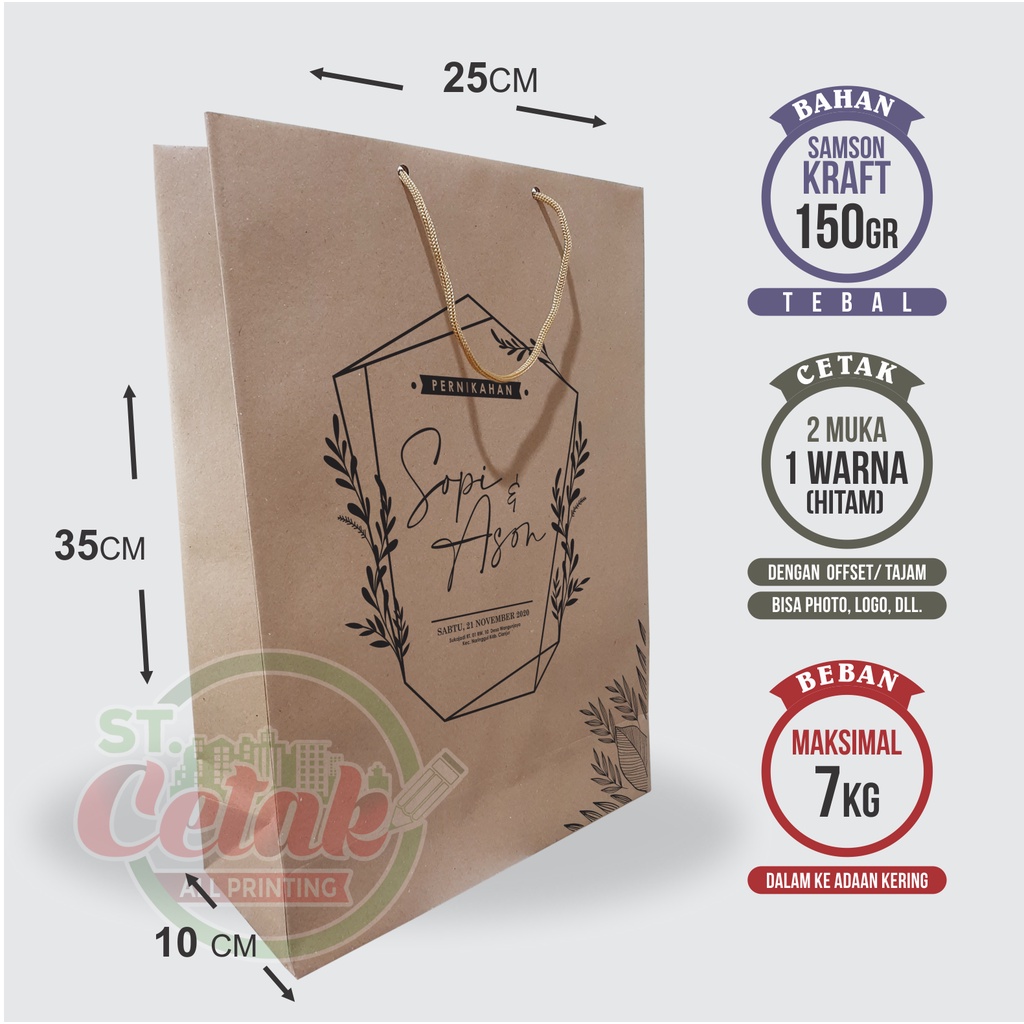 25CM
35CM
10 CM
PERNIKAHAN
Sopi
&
Ason
SABTU, 21 NOVEMBER 2020
ST.
Cetak
ALL PRINTING
BAHAN
SAMSON
KRAFT
150GR
TEBAL
CETAK
2 MUKA
1 WARNA
(HITAM)
DENGAN OFFSET/ TAJAM
BISA PHOTO, LOGO, DLL.
BEBAN
MAKSIMAL
7KG
DALAM KE ADAAN KERING